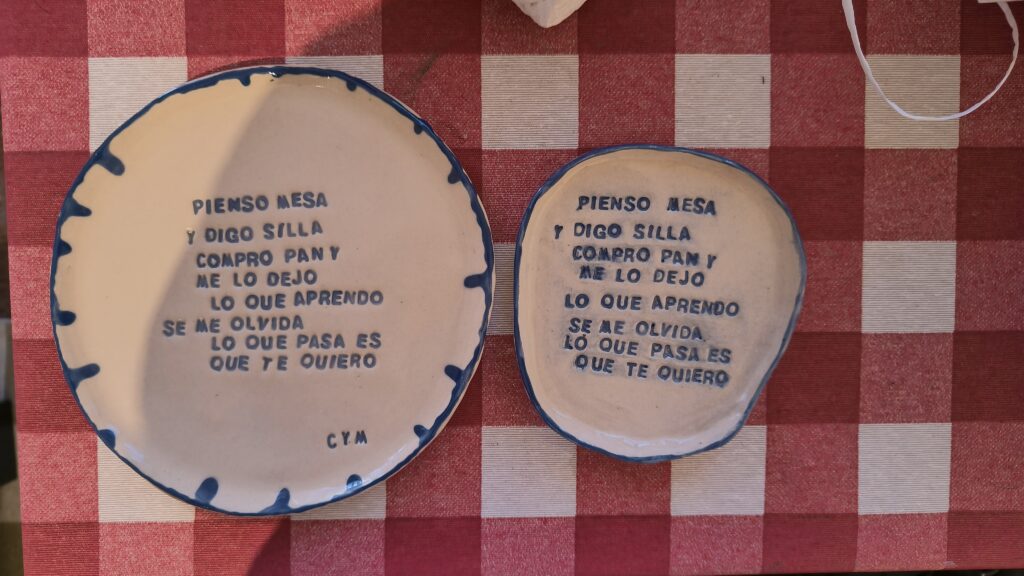 PIENSO MESA
Y DIGO SILLA
COMPRO PAN Y
ME LO DEJO
LO QUE APRENDO
SE ME OLVIDA
LO QUE PASA ES
QUE TE QUIERO
CYM
PIENSO MESA
Y DIGO SILLA
COMPRO PAN Y
ME LO DEJO
LO QUE APRENDO
SE ME OLVIDA
LO QUE PASA ES
QUE TE QUIERO